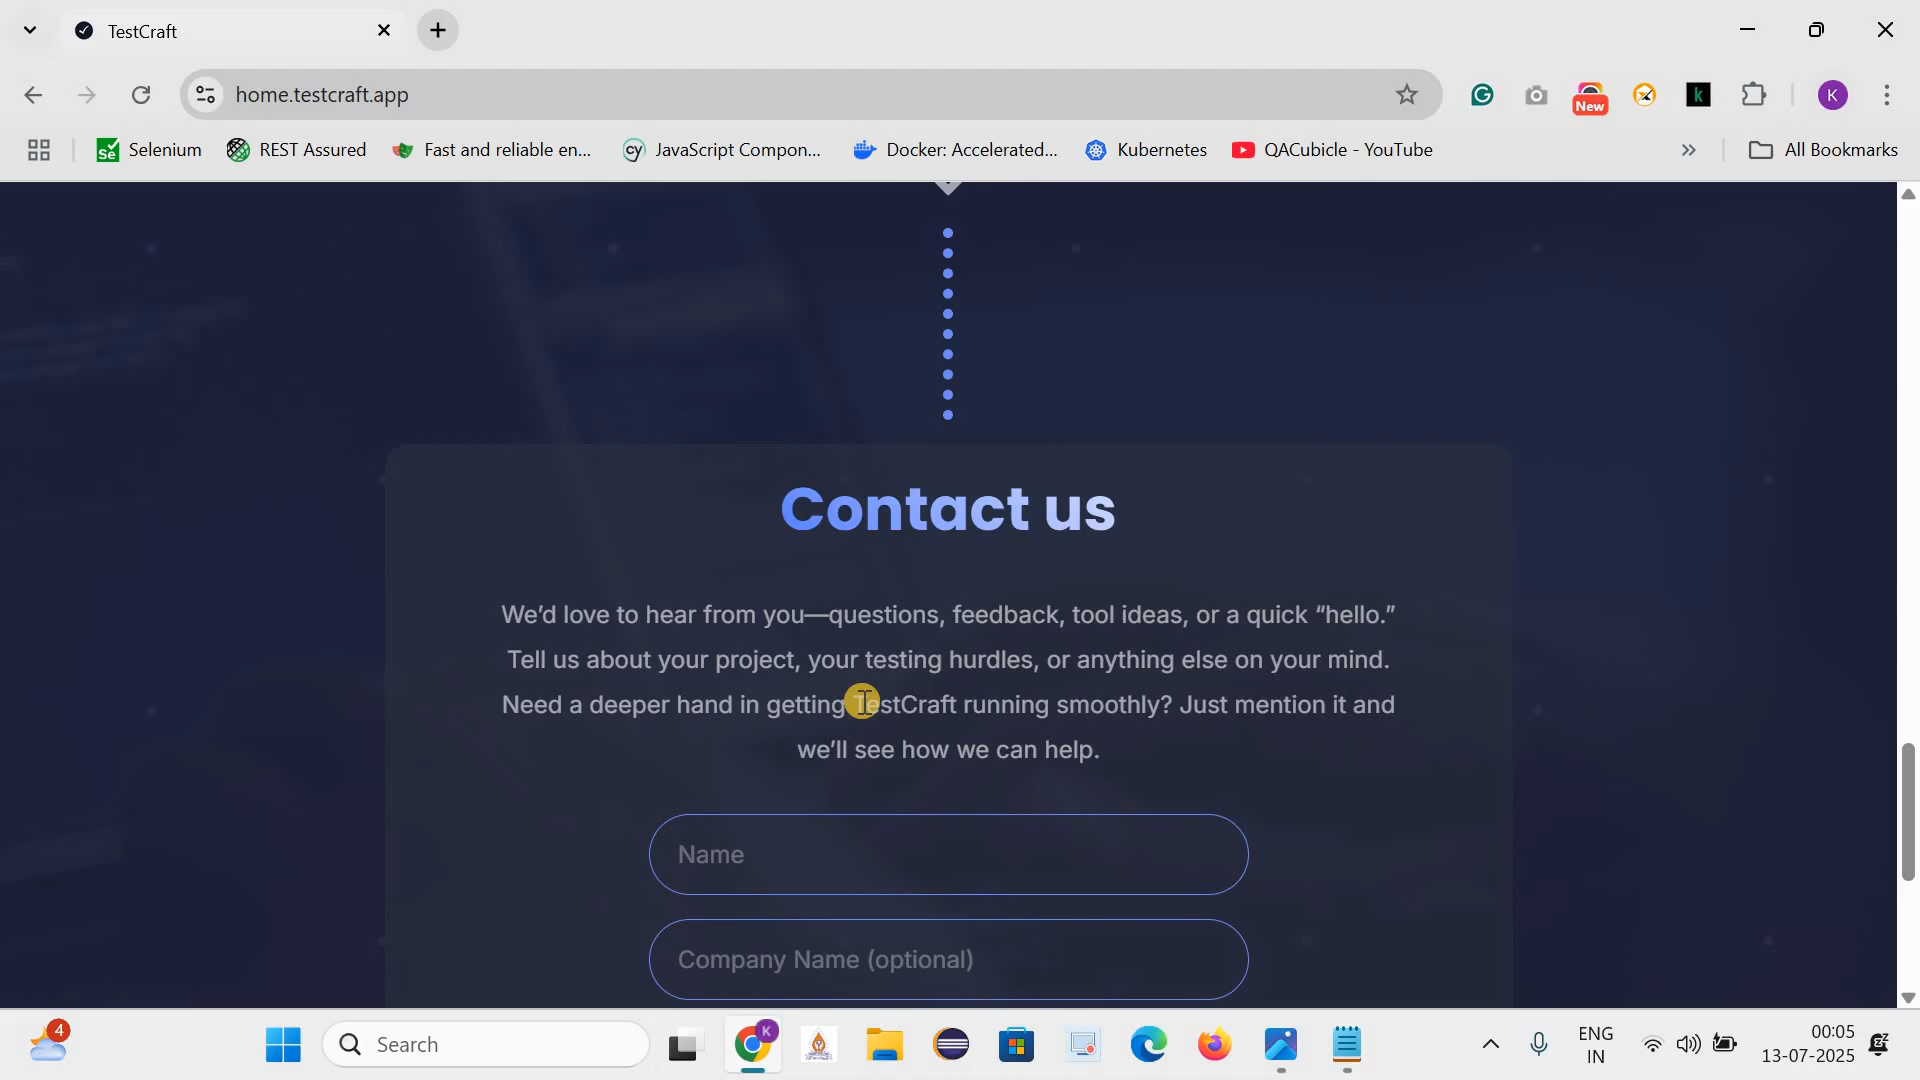 TestCraft
home.testcraft.app
New
K
Selenium
REST Assured
Fast and reliable en...
cy
JavaScript Compon...
Docker: Accelerated...
Kubernetes
QACubicle - YouTube
All Bookmarks
Contact us
We’d love to hear from you—questions, feedback, tool ideas, or a quick “hello.”
Tell us about your project, your testing hurdles, or anything else on your mind.
Need a deeper hand in getting TestCraft running smoothly? Just mention it and
we’ll see how we can help.
Name
Company Name (optional)
4
Search
K
ENG
IN
00:05
13-07-2025